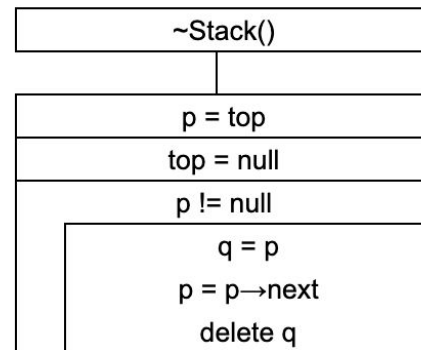 ~Stack()
p = top
top = null
p != null
q = p
p = p→next
delete q